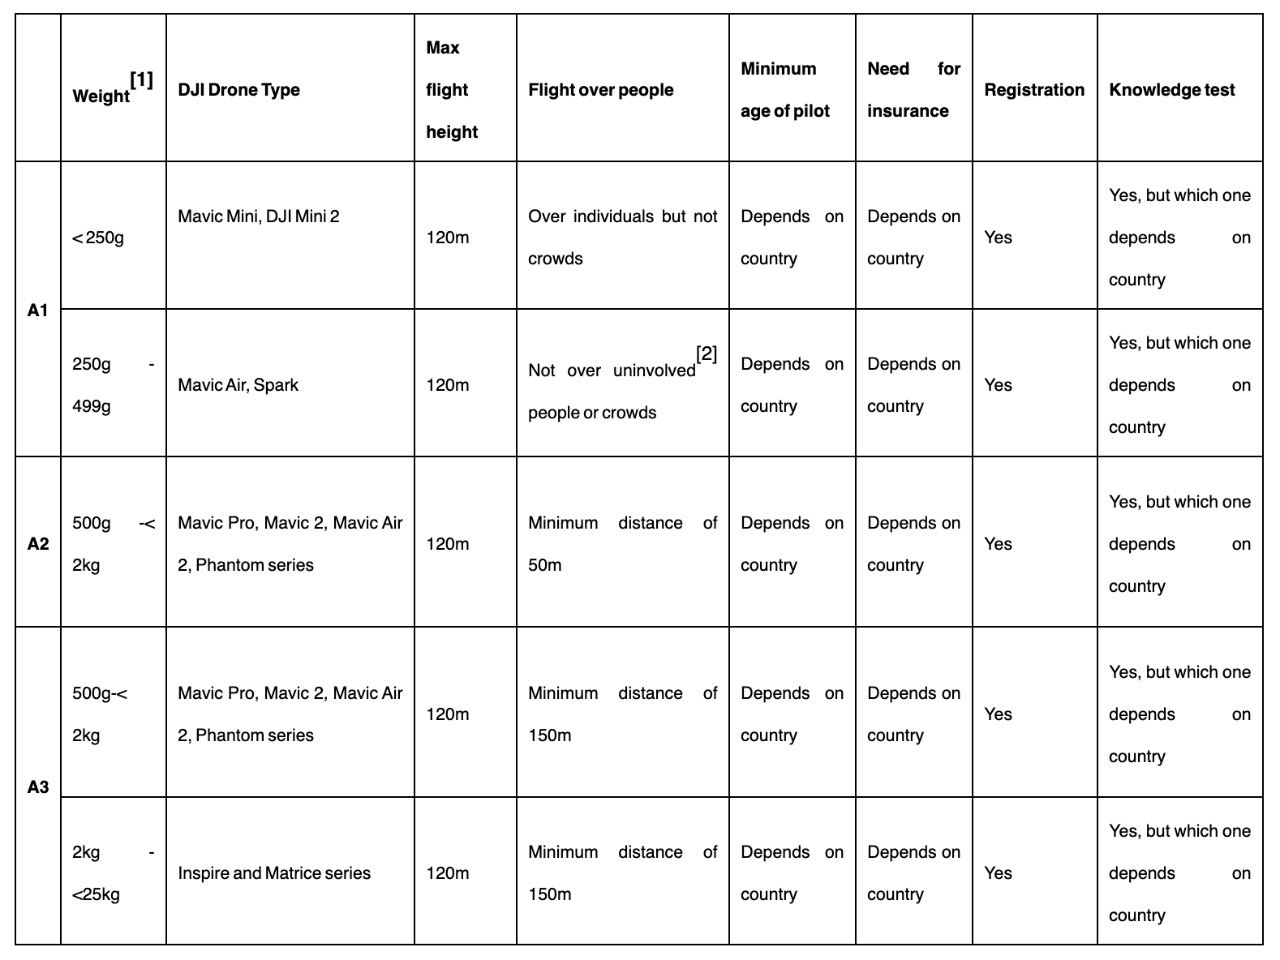 Weight[1] DJI Drone Type Max flight height Flight over people Minimum age of pilot Need for insurance Registration Knowledge test
A1
<250g
Mavic Mini, DJI Mini 2
120m
Over individuals but not
crowds
Depends on
country
Depends on
country
Yes
Yes, but which one
depends on
country
250g -
499g
Mavic Air, Spark
120m
Not over uninvolved[2]
people or crowds
Depends on
country
Depends on
country
Yes
Yes, but which one
depends on
country
A2
500g -<
2kg
Mavic Pro, Mavic 2, Mavic Air
2, Phantom series
120m
Minimum distance of
50m
Depends on
country
Depends on
country
Yes
Yes, but which one
depends on
country
A3
500g-<
2kg
Mavic Pro, Mavic 2, Mavic Air
2, Phantom series
120m
Minimum distance of
150m
Depends on
country
Depends on
country
Yes
Yes, but which one
depends on
country
2kg -
<25kg
Inspire and Matrice series
120m
Minimum distance of
150m
Depends on
country
Depends on
country
Yes
Yes, but which one
depends on
country